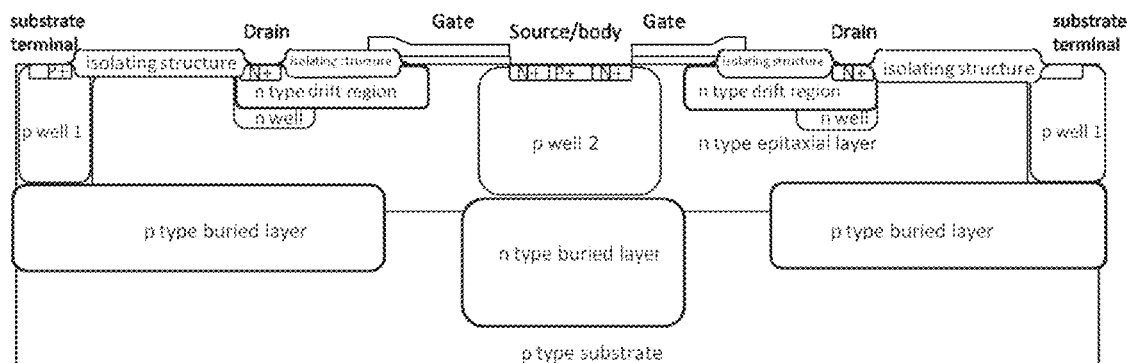 substrate
terminal
Drain
Gate
Source/body
Gate
Drain
substrate
terminal
P+
isolating structure
N+
isolating structure
N+
P+
N+
isolating structure
N+
isolating structure
n type drift region
n type drift region
n well
n well
p well 1
p well 2
n type epitaxial layer
p well 1
p type buried layer
n type buried layer
p type buried layer
p type substrate